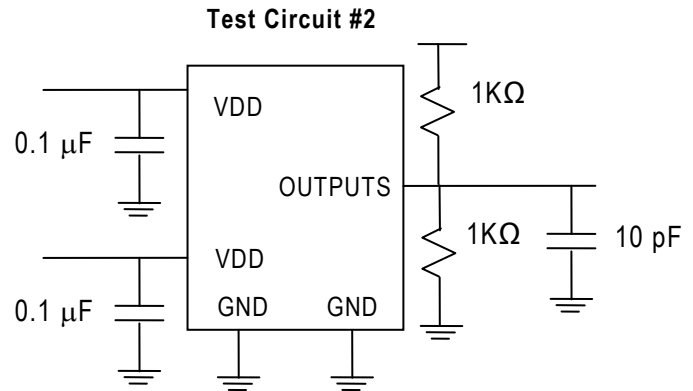 Test Circuit #2
VDD
1KΩ
0.1 μF
OUTPUTS
1KΩ
10 pF
VDD
0.1 μF
GND GND